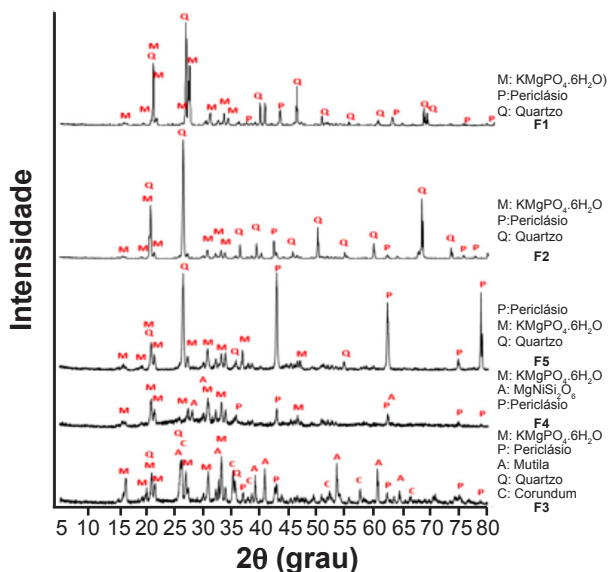 Intensidade
Q
Q
M
M
M
M
M
M
M
M
M
P
Q
P
Q
Q
Q
Q
P
Q
Q
P
P
M: KMgPO4.6H2O)
P:Periclásio
Q: Quartzo
F1
Q
Q
M
M
M
M
M
M
M
Q
Q
P
Q
Q
Q
Q
P
Q
Q
P
P
M: KMgPO4.6H2O
P:Periclásio
Q: Quartzo
F2
Q
M
Q
M
M
M
M
M
M
Q
M
P
M
Q
P
P
P
P:Periclásio
M: KMgPO4.6H2O
Q: Quartzo
F5
M
M
M
M
A
A
M
M
P
P
M
P
A
P
P
M: KMgPO4.6H2O
A: MgNiSi2O6
P:Periclásio
F4
M
M
Q
M
M
Q
C
A
M
M
A
M
C
Q
P
C
A
A
P
C
A
C
A
P
A
C
P
P
M: KMgPO4.6H2O
P: Periclásio
A: Mutila
Q: Quartzo
C: Corundum
F3
5 10 15 20 25 30 35 40 45 50 55 60 65 70 75 80
2θ (grau)